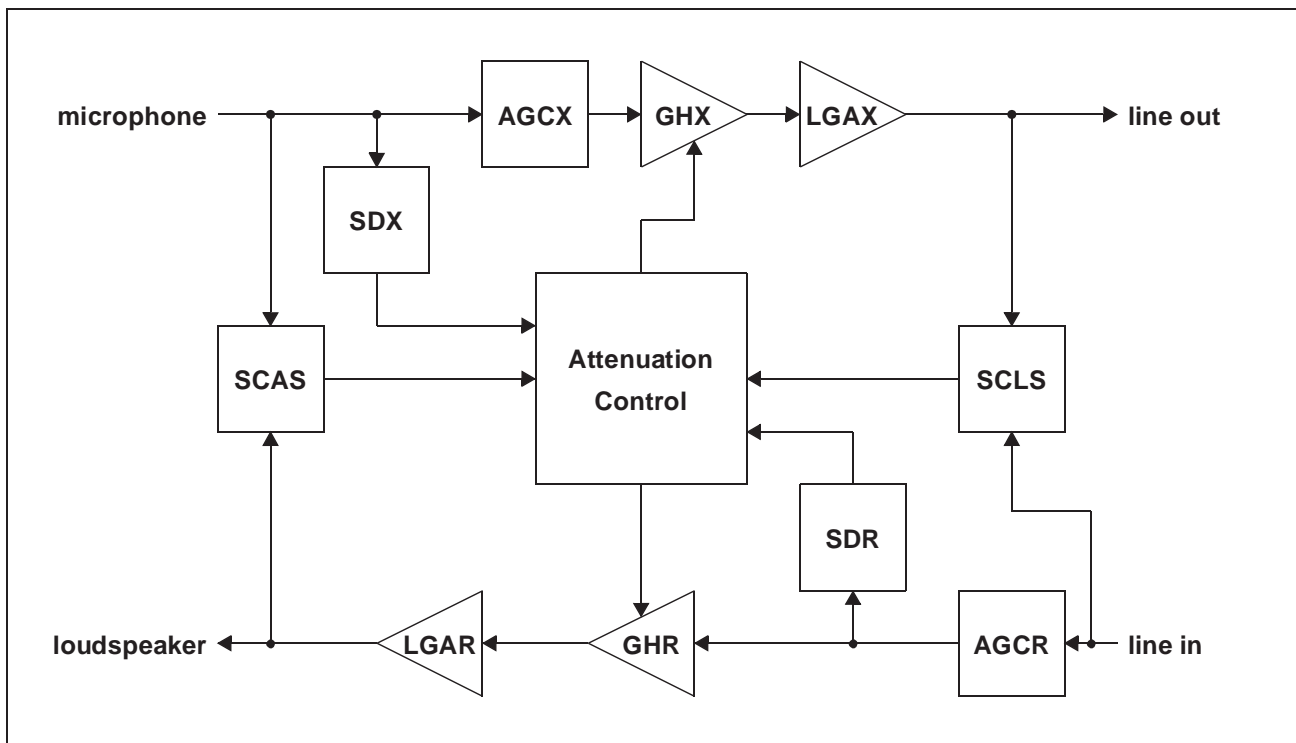 microphone
AGCX
GHX
LGAX
line out
SDX
SCAS
Attenuation
Control
SCLS
SDR
loudspeaker
LGAR
GHR
AGCR
line in